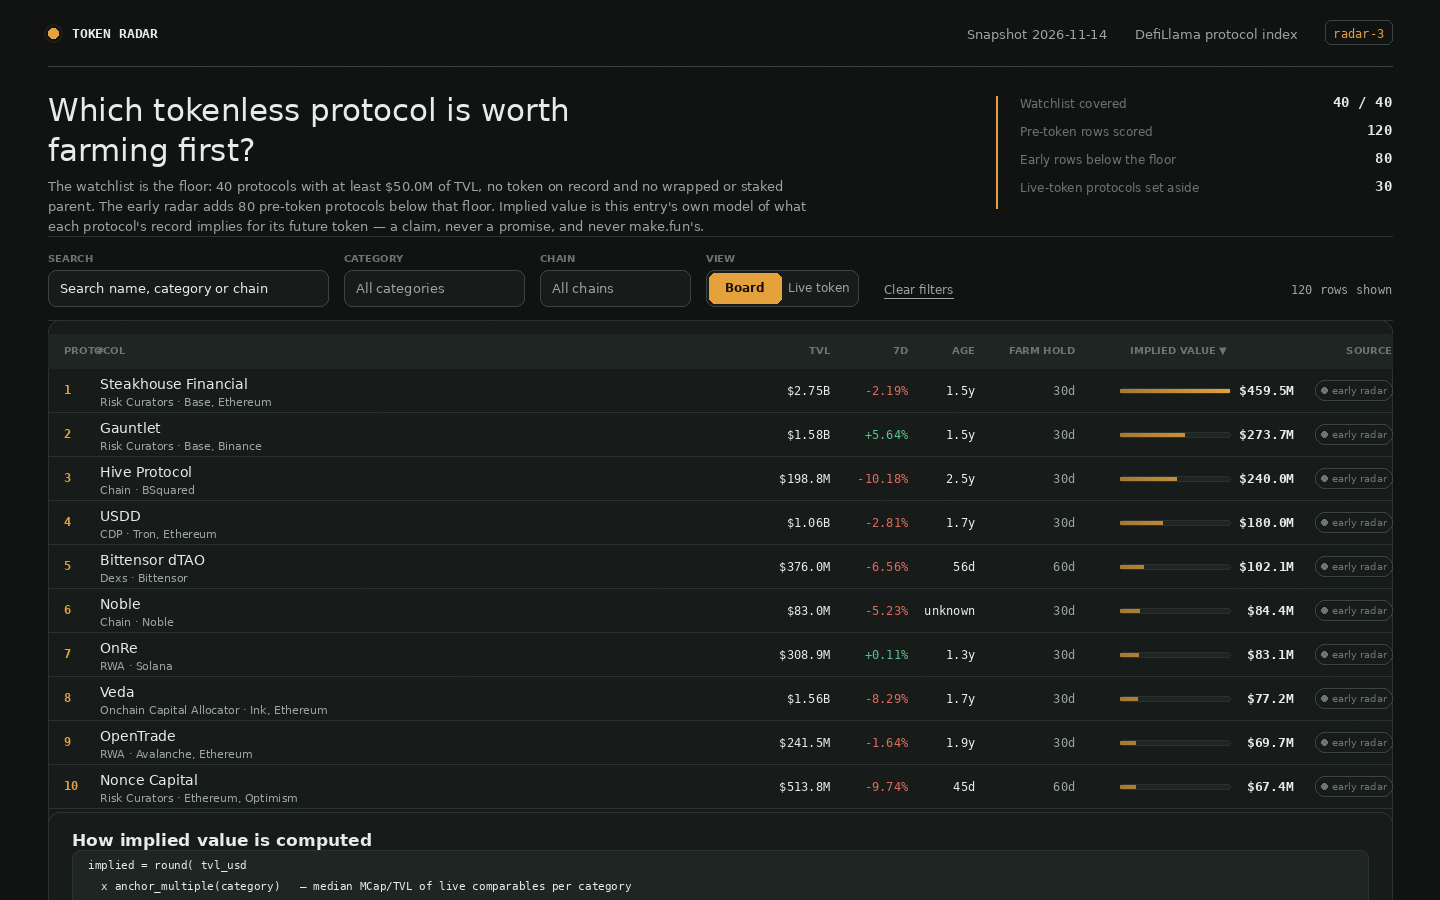 TOKEN RADAR
Snapshot 2026-11-14 DefiLlama protocol index radar-3
Which tokenless protocol is worth
farming first?
The watchlist is the floor: 40 protocols with at least $50.0M of TVL, no token on record and no wrapped or staked
parent. The early radar adds 80 pre-token protocols below that floor. Implied value is this entry's own model of what
each protocol's record implies for its future token — a claim, never a promise, and never make.fun's.
Watchlist covered 40 / 40
Pre-token rows scored 120
Early rows below the floor 80
Live-token protocols set aside 30
SEARCH CATEGORY CHAIN VIEW
Search name, category or chain All categories All chains Board Live token Clear filters 120 rows shown
# PROTOCOL TVL 7D AGE FARM HOLD IMPLIED VALUE ▼ SOURCE
1 Steakhouse Financial $2.75B -2.19% 1.5y 30d $459.5M early radar
Risk Curators · Base, Ethereum
2 Gauntlet $1.58B +5.64% 1.5y 30d $273.7M early radar
Risk Curators · Base, Binance
3 Hive Protocol $198.8M -10.18% 2.5y 30d $240.0M early radar
Chain · BSquared
4 USDD $1.06B -2.81% 1.7y 30d $180.0M early radar
CDP · Tron, Ethereum
5 Bittensor dTAO $376.0M -6.56% 56d 60d $102.1M early radar
Dexs · Bittensor
6 Noble $83.0M -5.23% unknown 30d $84.4M early radar
Chain · Noble
7 OnRe $308.9M +0.11% 1.3y 30d $83.1M early radar
RWA · Solana
8 Veda $1.56B -8.29% 1.7y 30d $77.2M early radar
Onchain Capital Allocator · Ink, Ethereum
9 OpenTrade $241.5M -1.64% 1.9y 30d $69.7M early radar
RWA · Avalanche, Ethereum
10 Nonce Capital $513.8M -9.74% 45d 60d $67.4M early radar
Risk Curators · Ethereum, Optimism
How implied value is computed
implied = round( tvl_usd
x anchor_multiple(category) — median MCap/TVL of live comparables per category